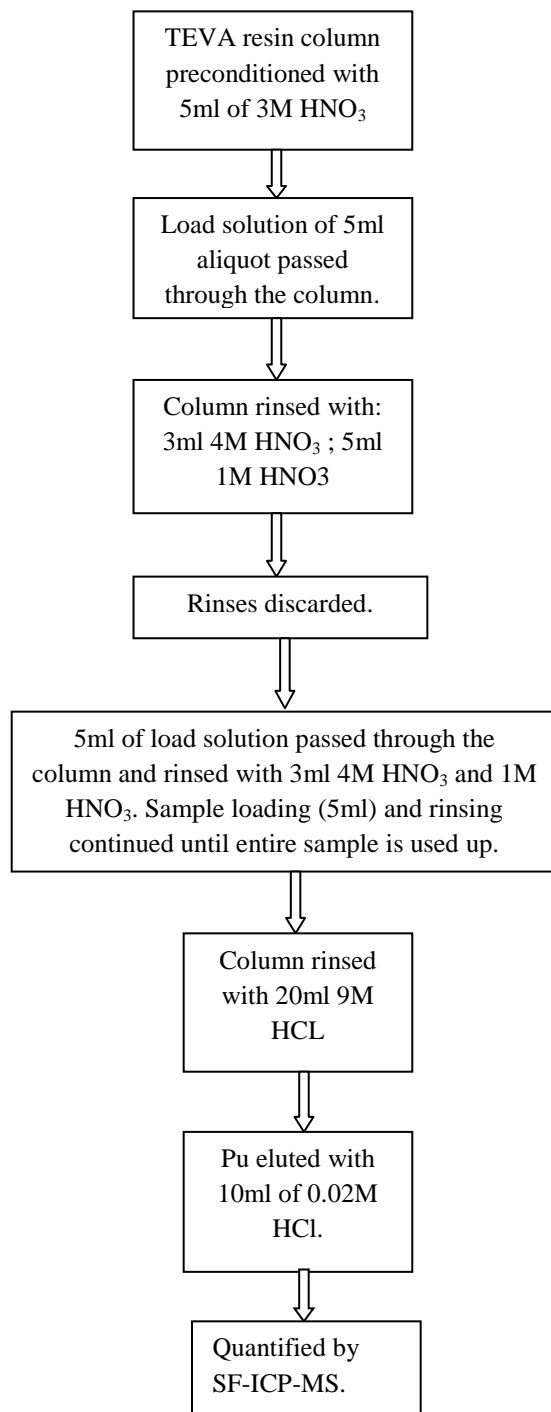 TEVA resin column
preconditioned with
5ml of 3M HNO₃
Load solution of 5ml
aliquot passed
through the column.
Column rinsed with:
3ml 4M HNO₃ ; 5ml
1M HNO3
Rinses discarded.
5ml of load solution passed through the
column and rinsed with 3ml 4M HNO₃ and 1M
HNO₃. Sample loading (5ml) and rinsing
continued until entire sample is used up.
Column rinsed
with 20ml 9M
HCL
Pu eluted with
10ml of 0.02M
HCl.
Quantified by
SF-ICP-MS.